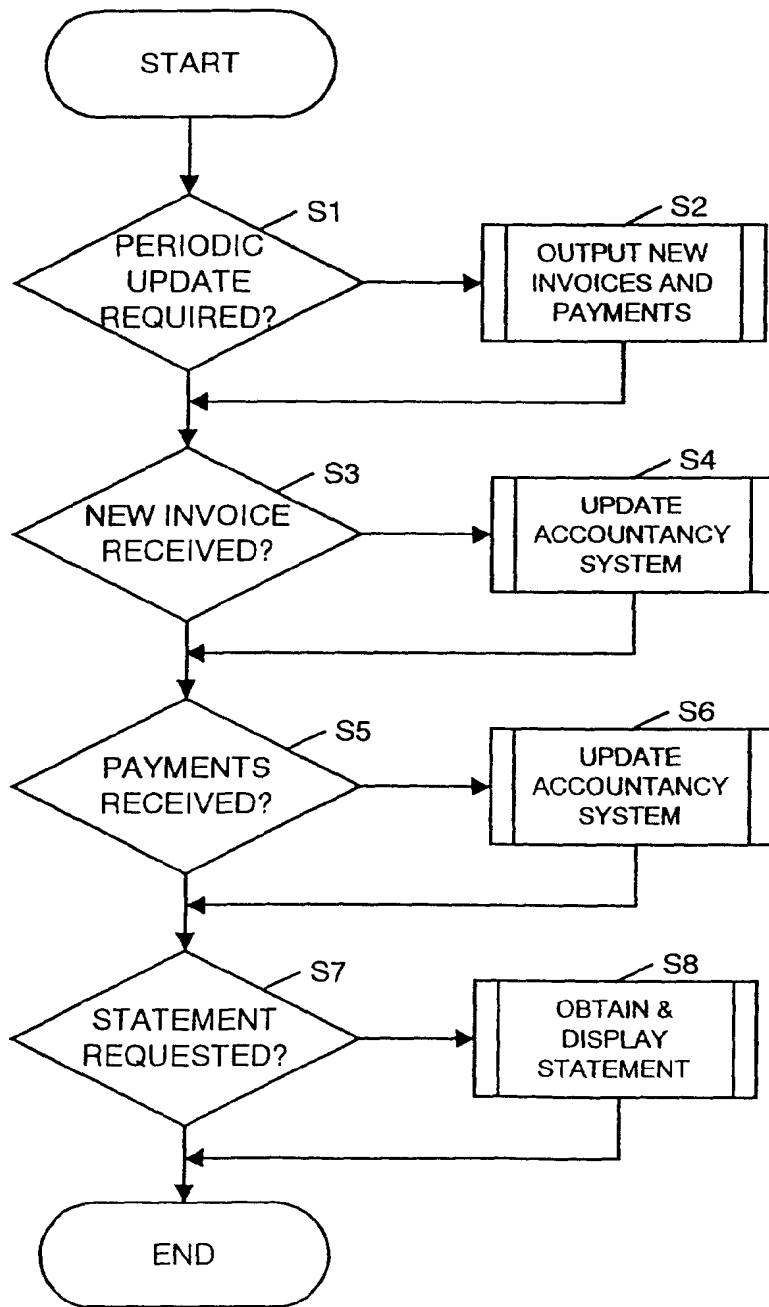 START
S1
PERIODIC
UPDATE
REQUIRED?
S2
OUTPUT NEW
INVOICES AND
PAYMENTS
S3
NEW INVOICE
RECEIVED?
S4
UPDATE
ACCOUNTANCY
SYSTEM
S5
PAYMENTS
RECEIVED?
S6
UPDATE
ACCOUNTANCY
SYSTEM
S7
STATEMENT
REQUESTED?
S8
OBTAIN &
DISPLAY
STATEMENT
END